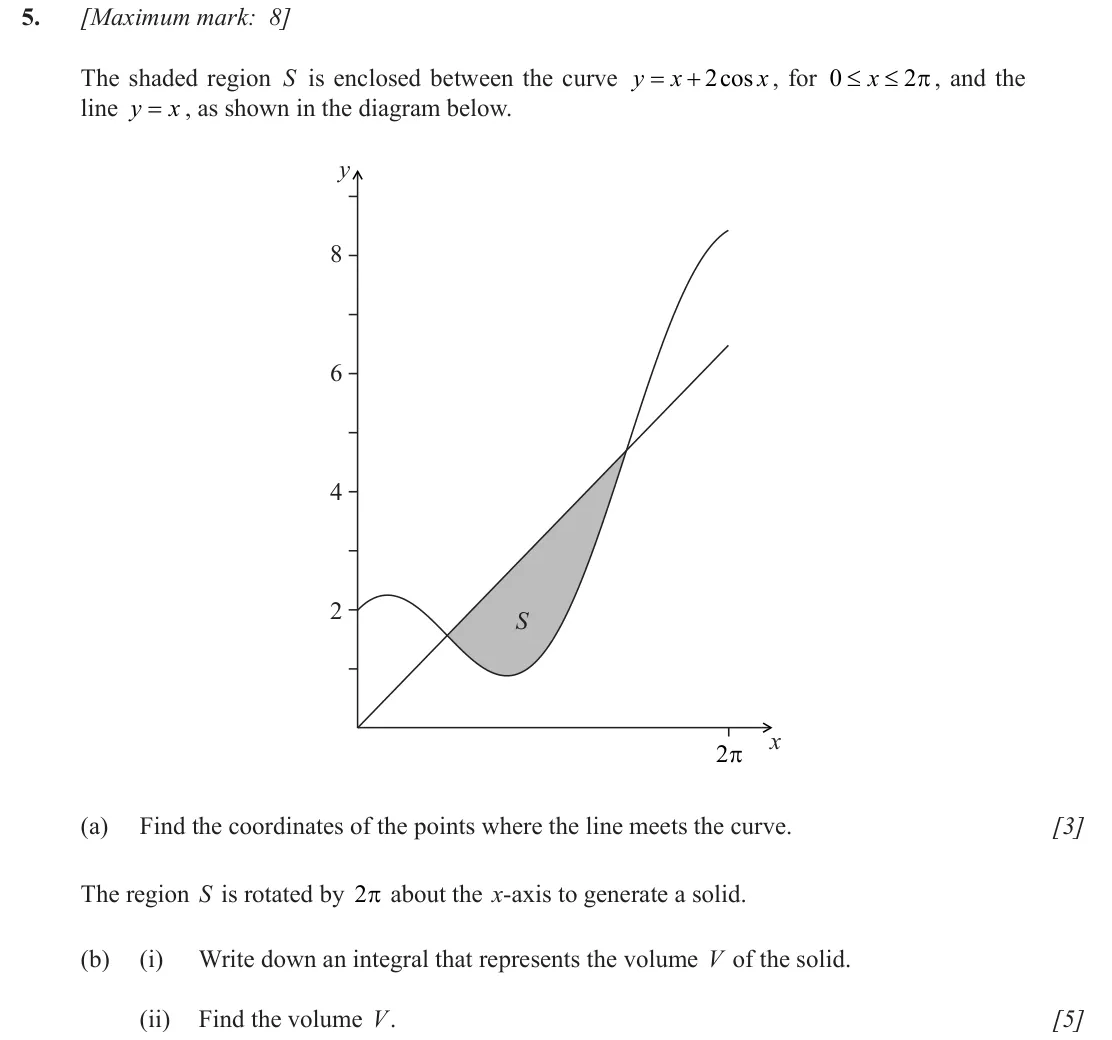 5. [Maximum mark: 8]
The shaded region S is enclosed between the curve y = x + 2 cos x, for 0 ≤ x ≤ 2π, and the
line y = x, as shown in the diagram below.
y
8
6
4
2
S
2π
x
(a) Find the coordinates of the points where the line meets the curve. [3]
The region S is rotated by 2π about the x-axis to generate a solid.
(b) (i) Write down an integral that represents the volume V of the solid.
(ii) Find the volume V. [5]